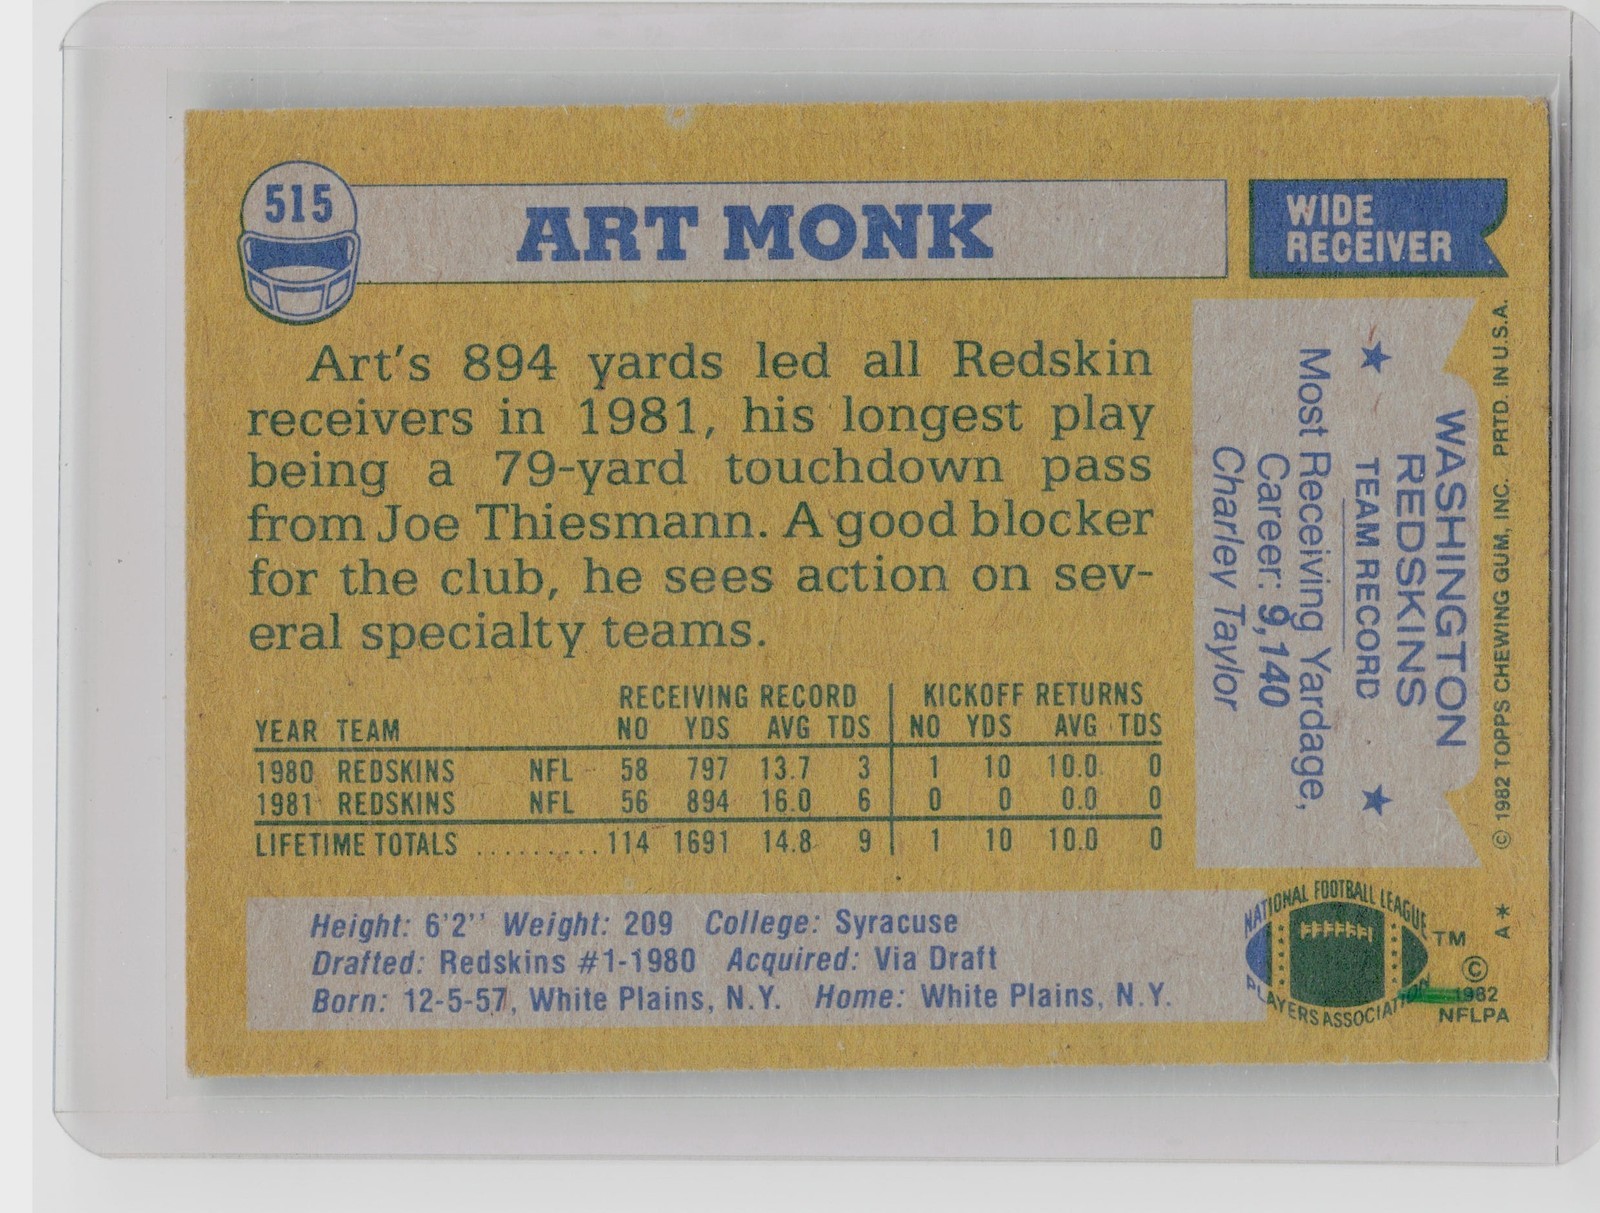 515
ART MONK
WIDE
RECEIVER
Art's 894 yards led all Redskin
receivers in 1981, his longest play
being a 79-yard touchdown pass
from Joe Thiesmann. A good blocker
for the club, he sees action on sev-
eral specialty teams.
RECEIVING RECORD KICKOFF RETURNS
YEAR TEAM NO YDS AVG TDS NO YDS AVG TDS
1980 REDSKINS NFL 58 797 13.7 3 1 10 10.0 0
1981 REDSKINS NFL 56 894 16.0 6 0 0 0.0 0
LIFETIME TOTALS ......... 114 1691 14.8 9 1 10 10.0 0
WASHINGTON
REDSKINS
★ TEAM RECORD ★
Most Receiving Yardage,
Career: 9,140
Charley Taylor
© 1982 TOPPS CHEWING GUM, INC. PRTD. IN U.S.A.
A*
Height: 6'2'' Weight: 209 College: Syracuse
Drafted: Redskins #1-1980 Acquired: Via Draft
Born: 12-5-57, White Plains, N.Y. Home: White Plains, N.Y.
NATIONAL FOOTBALL LEAGUE
PLAYERS ASSOCIATION
TM
©
1982
NFLPA